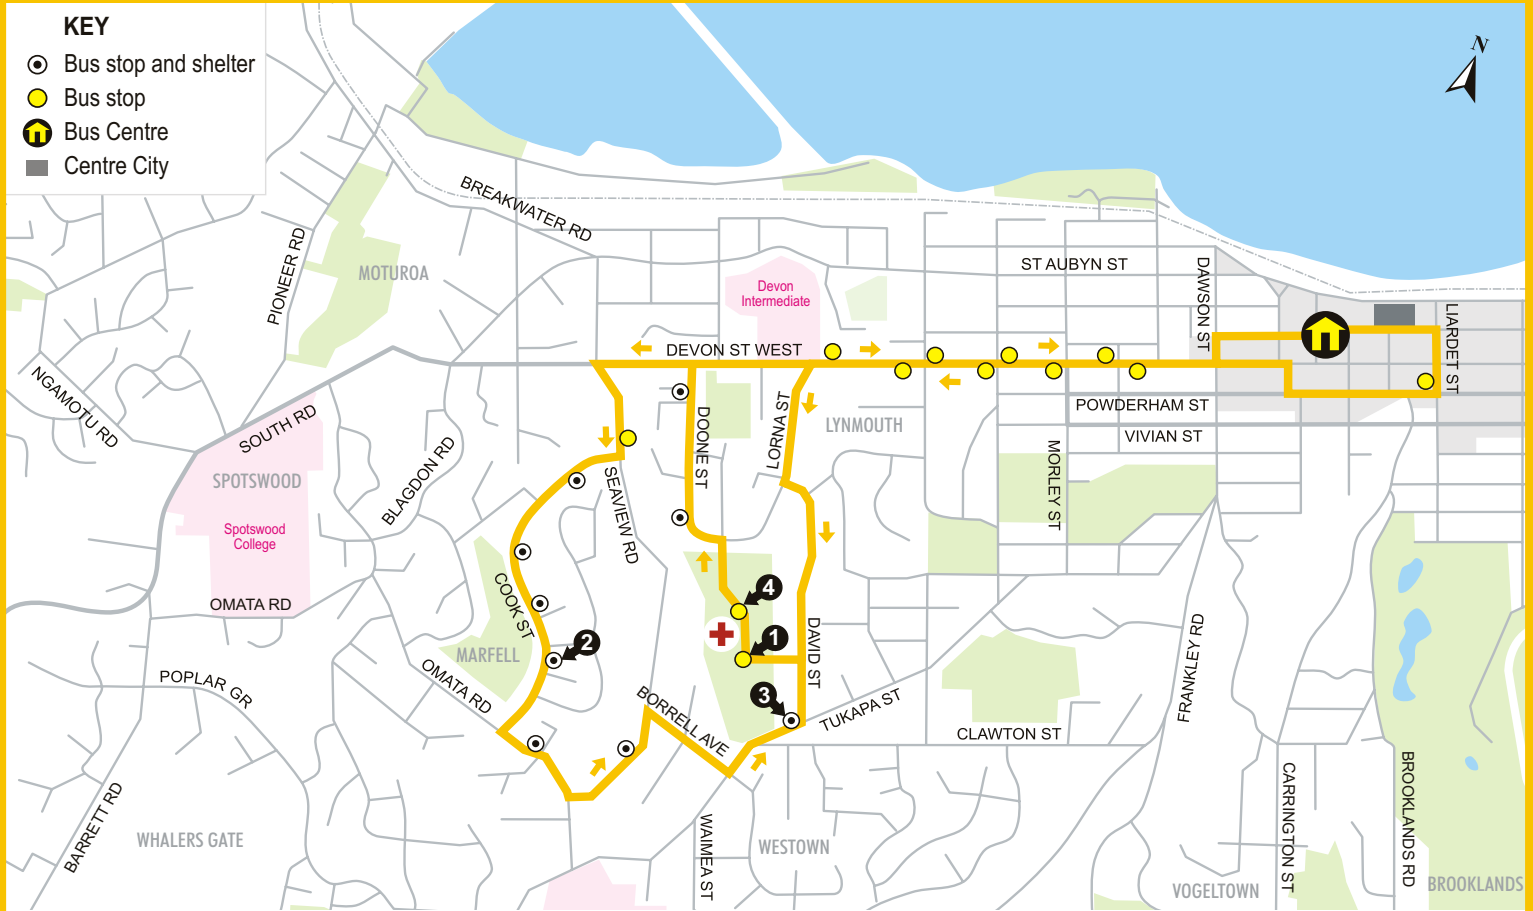 KEY
Bus stop and shelter
Bus stop
Bus Centre
Centre City
N
BREAKWATER RD
PIONEER RD
MOTUROA
Devon
Intermediate
ST AUBYN ST
DAWSON ST
LIARDET ST
DEVON ST WEST
NGAMOTU RD
SOUTH RD
POWDERHAM ST
VIVIAN ST
LYNMOUTH
LORNA ST
DOONE ST
MORLEY ST
BLAGDON RD
SPOTSWOOD
Spotswood
College
SEAVIEW RD
COOK ST
OMATA RD
4
1
2
3
MARFELL
DAVID ST
FRANKLEY RD
OMATA RD
POPLAR GR
BORRELL AVE
TUKAPA ST
CLAWTON ST
BARRETT RD
WHALERS GATE
WAIMEA ST
WESTOWN
CARRINGTON ST
BROOKLANDS RD
VOGELTOWN
BROOKLANDS